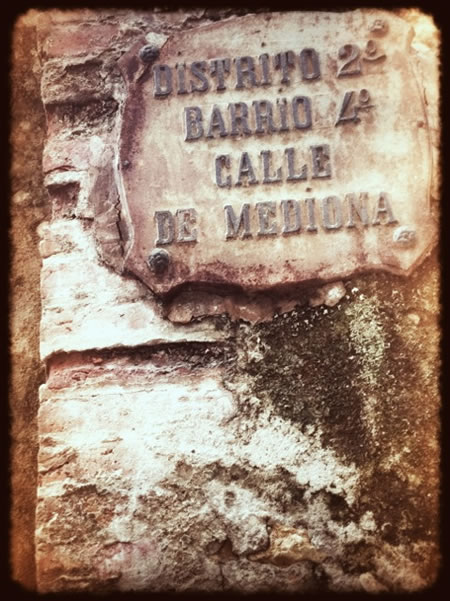 DISTRITO 2º
BARRIO 4º
CALLE
DE MEDIONA